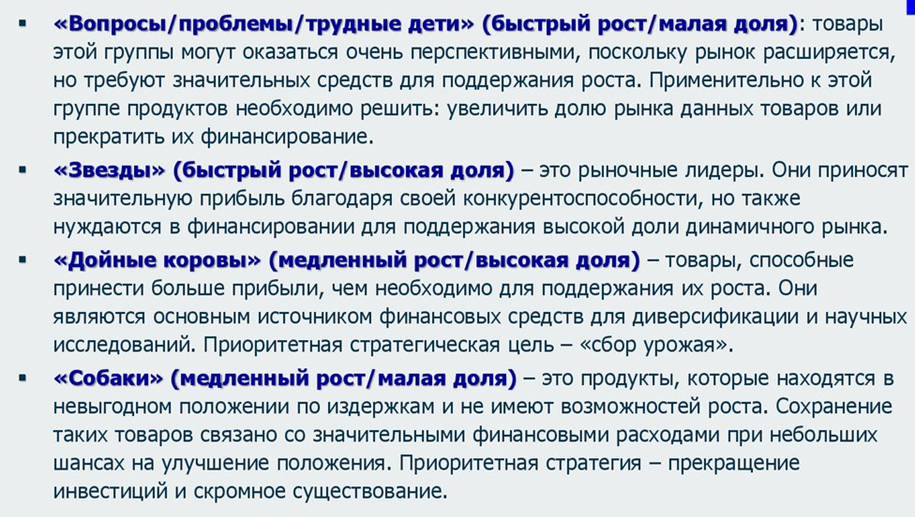 ▪ «Вопросы/проблемы/трудные дети» (быстрый рост/малая доля): товары
этой группы могут оказаться очень перспективными, поскольку рынок расширяется,
но требуют значительных средств для поддержания роста. Применительно к этой
группе продуктов необходимо решить: увеличить долю рынка данных товаров или
прекратить их финансирование.
▪ «Звезды» (быстрый рост/высокая доля) – это рыночные лидеры. Они приносят
значительную прибыль благодаря своей конкурентоспособности, но также
нуждаются в финансировании для поддержания высокой доли динамичного рынка.
▪ «Дойные коровы» (медленный рост/высокая доля) – товары, способные
принести больше прибыли, чем необходимо для поддержания их роста. Они
являются основным источником финансовых средств для диверсификации и научных
исследований. Приоритетная стратегическая цель – «сбор урожая».
▪ «Собаки» (медленный рост/малая доля) – это продукты, которые находятся в
невыгодном положении по издержкам и не имеют возможностей роста. Сохранение
таких товаров связано со значительными финансовыми расходами при небольших
шансах на улучшение положения. Приоритетная стратегия – прекращение
инвестиций и скромное существование.